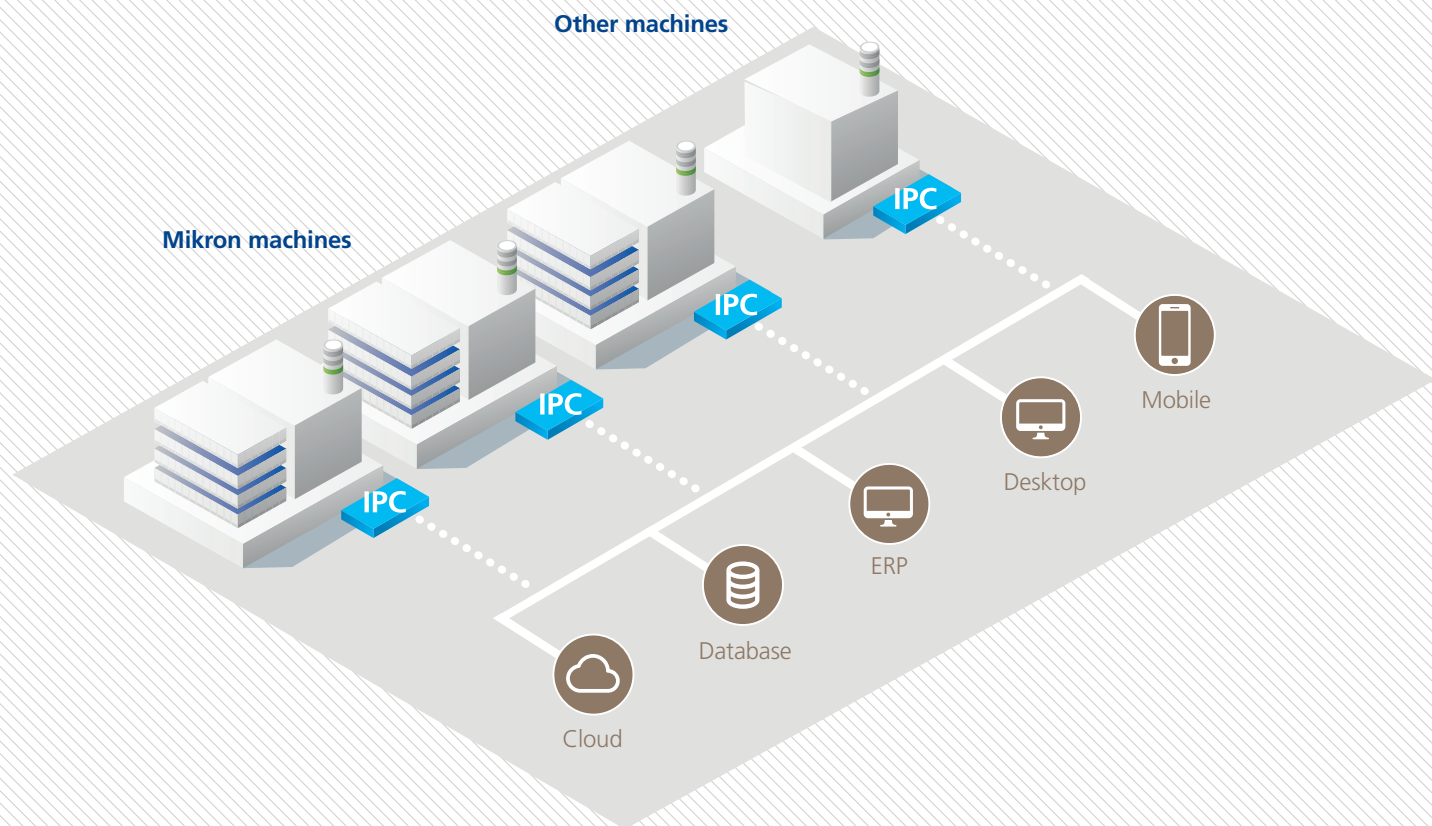 Other machines
IPC
Mikron machines
IPC
IPC
IPC
Mobile
Desktop
ERP
Database
Cloud